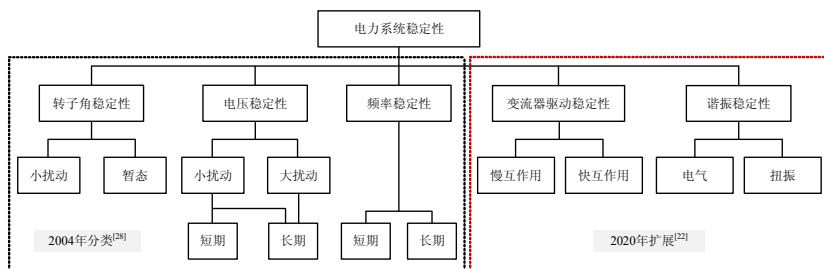 电力系统稳定性
转子角稳定性
电压稳定性
频率稳定性
变流器驱动稳定性
谐振稳定性
小扰动
暂态
小扰动
大扰动
慢互作用
快互作用
电气
扭振
短期
长期
短期
长期
2004年分类[28]
2020年扩展[22]